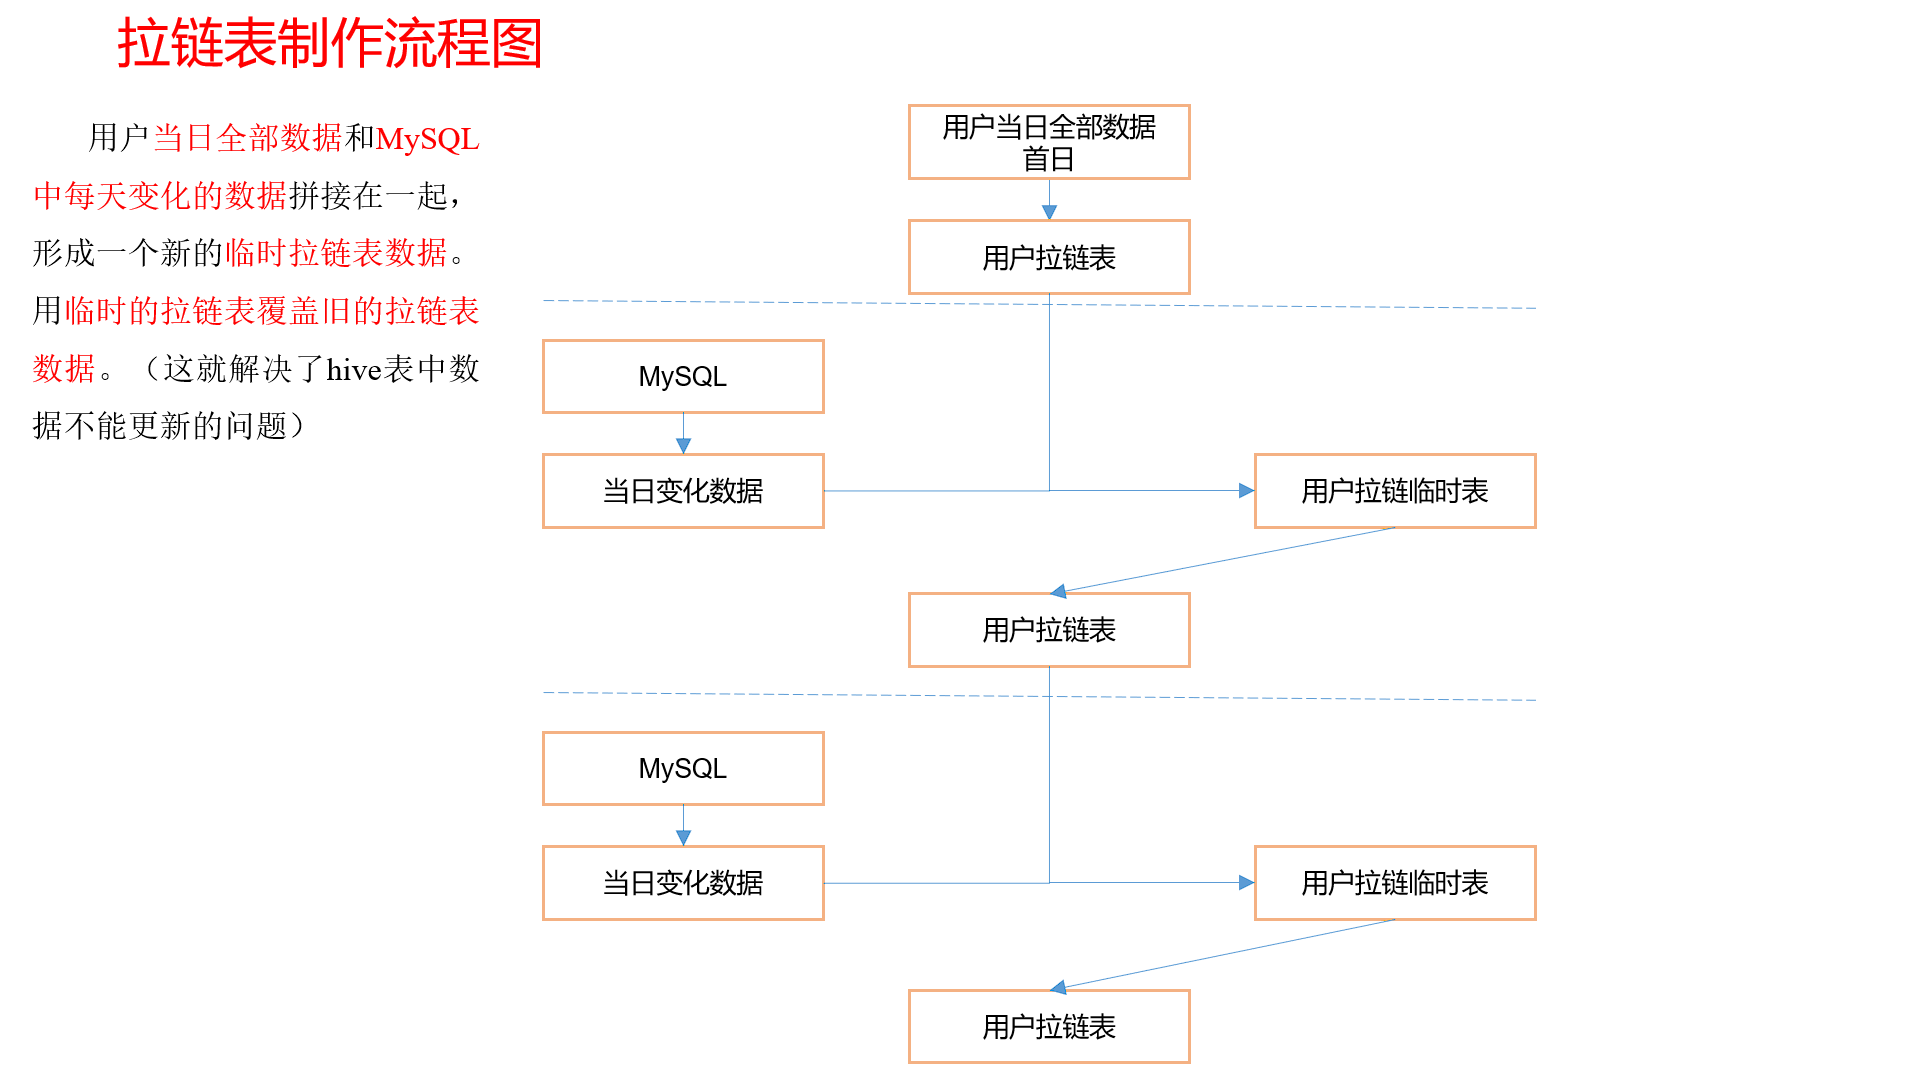 拉链表制作流程图
用户当日全部数据和MySQL
中每天变化的数据拼接在一起，
形成一个新的临时拉链表数据。
用临时的拉链表覆盖旧的拉链表
数据。（这就解决了hive表中数
据不能更新的问题）
用户当日全部数据
首日
用户拉链表
MySQL
当日变化数据
用户拉链临时表
用户拉链表
MySQL
当日变化数据
用户拉链临时表
用户拉链表